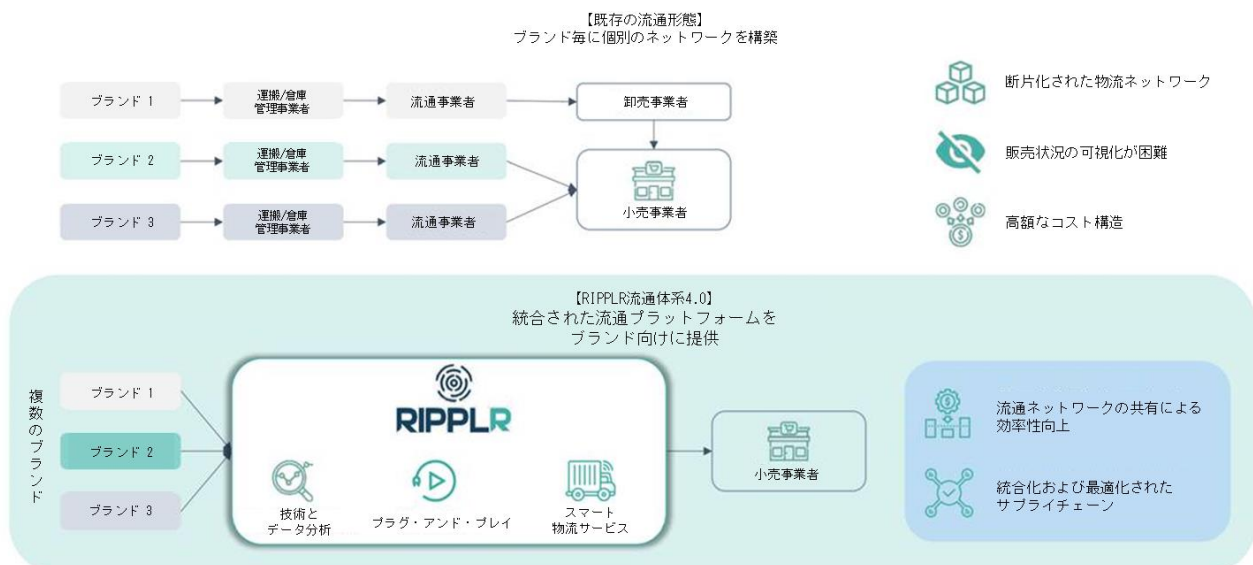 【既存の流通形態】
ブランド毎に個別のネットワークを構築
ブランド 1
運搬/倉庫
管理事業者
流通事業者
卸売事業者
ブランド 2
運搬/倉庫
管理事業者
流通事業者
ブランド 3
運搬/倉庫
管理事業者
流通事業者
小売事業者
断片化された物流ネットワーク
販売状況の可視化が困難
高額なコスト構造
【RIPPLR流通体系4.0】
統合された流通プラットフォームを
ブランド向けに提供
複数のブランド
ブランド 1
ブランド 2
ブランド 3
RIPPLR
技術と
データ分析
プラグ・アンド・プレイ
スマート
物流サービス
小売事業者
流通ネットワークの共有による
効率性向上
統合化および最適化された
サプライチェーン